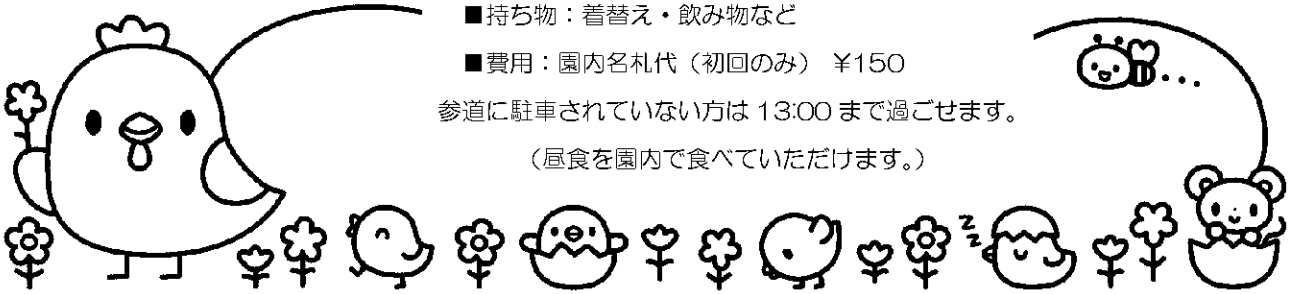 ■持ち物：着替え・飲み物など
■費用：園内名札代（初回のみ） ¥150
参道に駐車されていない方は 13:00 まで過ごせます。
（昼食を園内で食べていただけます。）
zzz